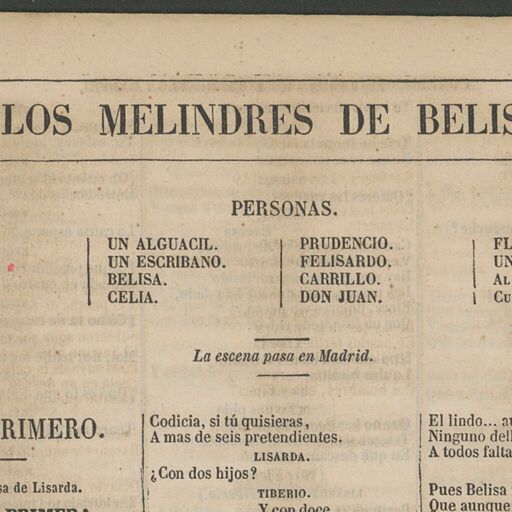 LOS MELINDRES DE BELIS
PERSONAS.
UN ALGUACIL.
UN ESCRIBANO.
BELISA.
CELIA.
PRUDENCIO.
FELISARDO.
CARRILLO.
DON JUAN.
FL
UN
AL
CU
La escena pasa en Madrid.
RIMERO.
sa de Lisarda.
PRIMERA.
Codicia, si tú quisieras,
A mas de seis pretendientes.
LISARDA.
¿Con dos hijos?
TIBERIO.
Y con doce
El lindo... au
Ninguno dell
A todos falta
Pues Belisa n
Que aunque